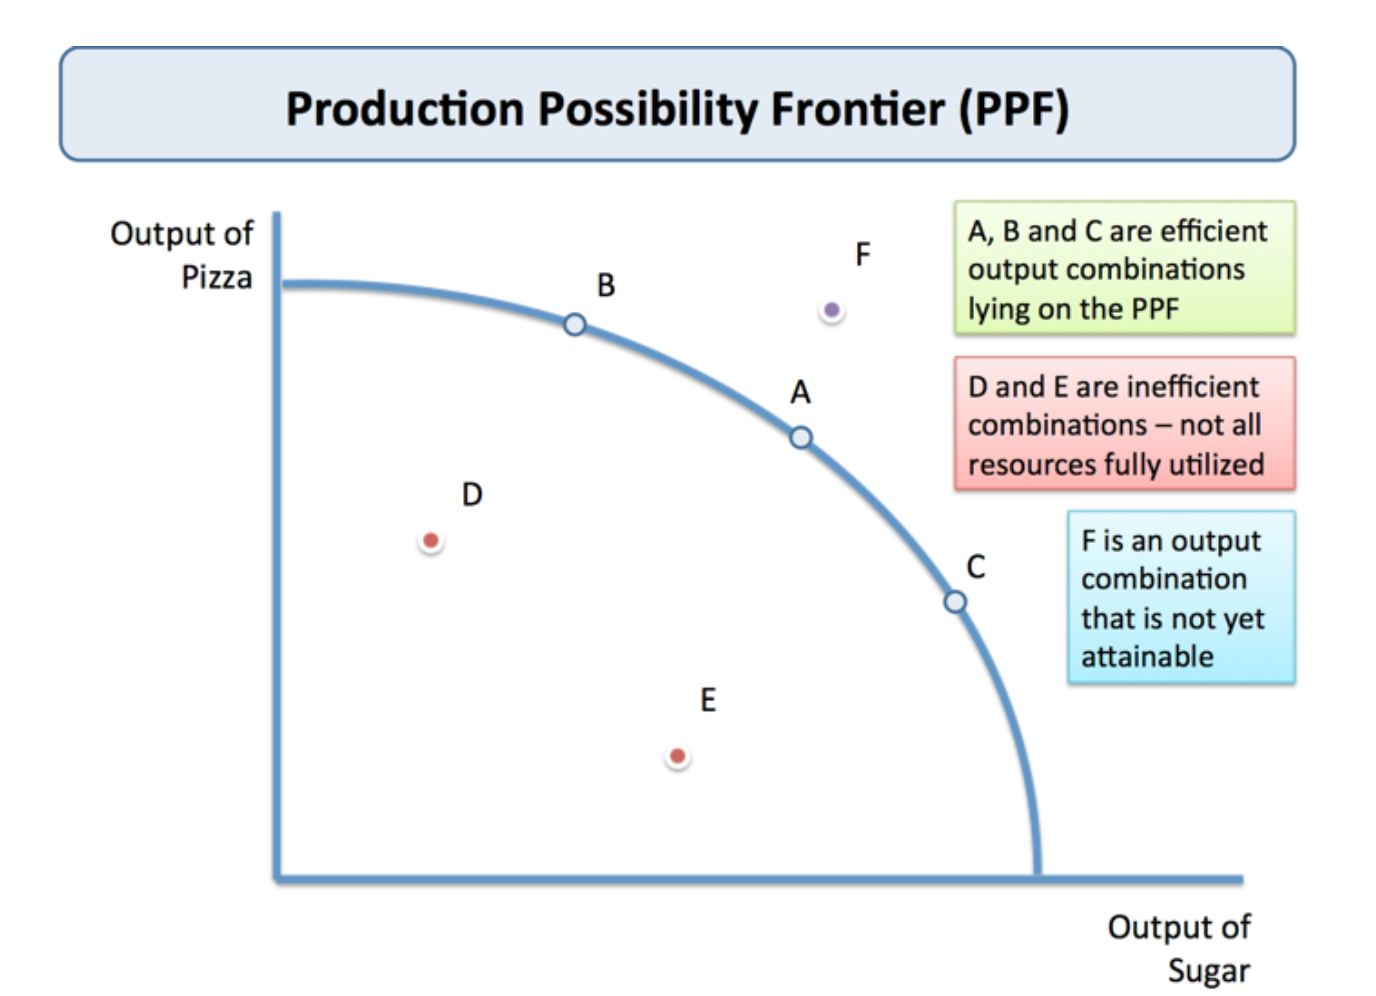 Production Possibility Frontier (PPF)
Output of
Pizza
B
F
A
D
C
E
A, B and C are efficient
output combinations
lying on the PPF
D and E are inefficient
combinations – not all
resources fully utilized
F is an output
combination
that is not yet
attainable
Output of
Sugar